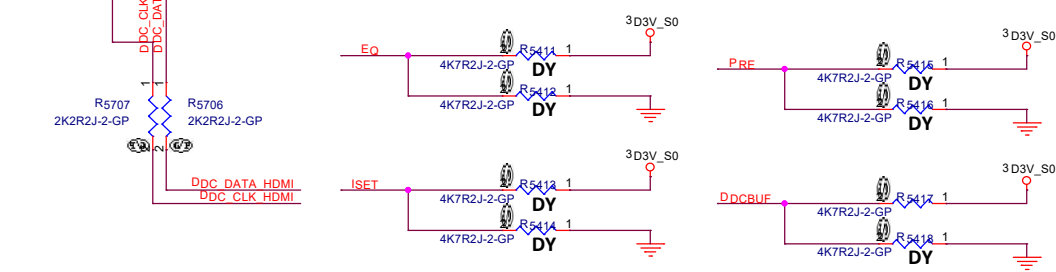 DDC_CLK
DDC_DAT
1 1
R5707
2K2R2J-2-GP
R5706
2K2R2J-2-GP
2 2
DDC_DATA_HDMI
DDC_CLK_HDMI
3D3V_S0
EQ
R5411
1
4K7R2J-2-GP
DY
R5412
1
4K7R2J-2-GP
DY
3D3V_S0
PRE
R5415
1
4K7R2J-2-GP
DY
R5416
1
4K7R2J-2-GP
DY
3D3V_S0
ISET
R5413
1
4K7R2J-2-GP
DY
R5414
1
4K7R2J-2-GP
DY
3D3V_S0
DDCBUF
R5417
1
4K7R2J-2-GP
R5418
1
4K7R2J-2-GP
DY